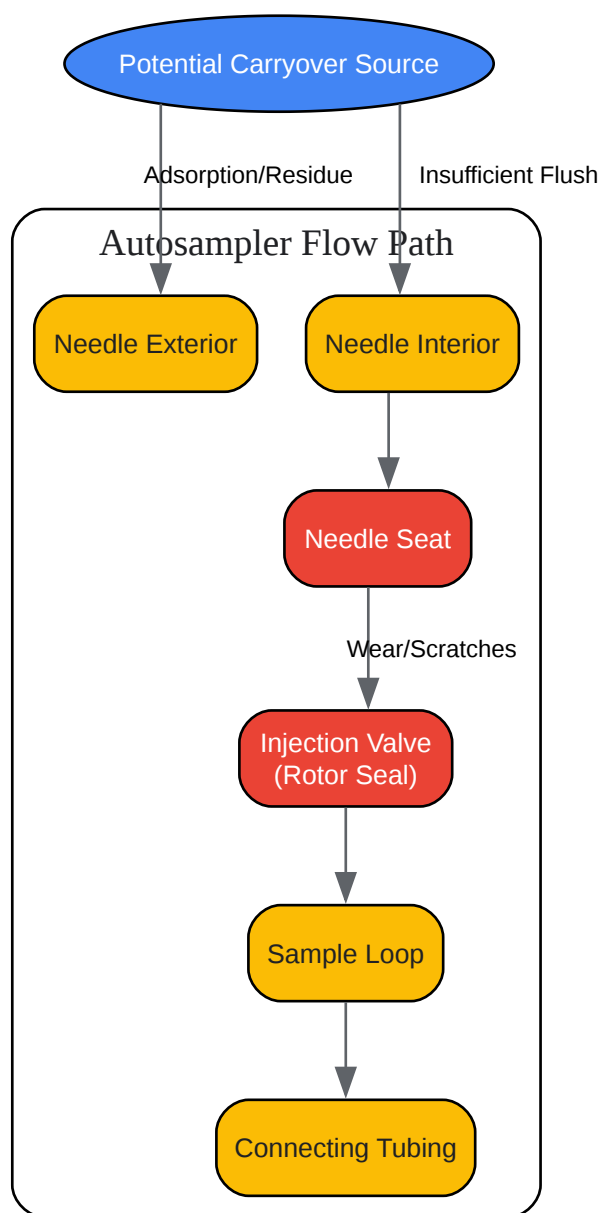 Potential Carryover Source
Adsorption/Residue
Insufficient Flush
Autosampler Flow Path
Needle Exterior
Needle Interior
Needle Seat
Wear/Scratches
Injection Valve
(Rotor Seal)
Sample Loop
Connecting Tubing